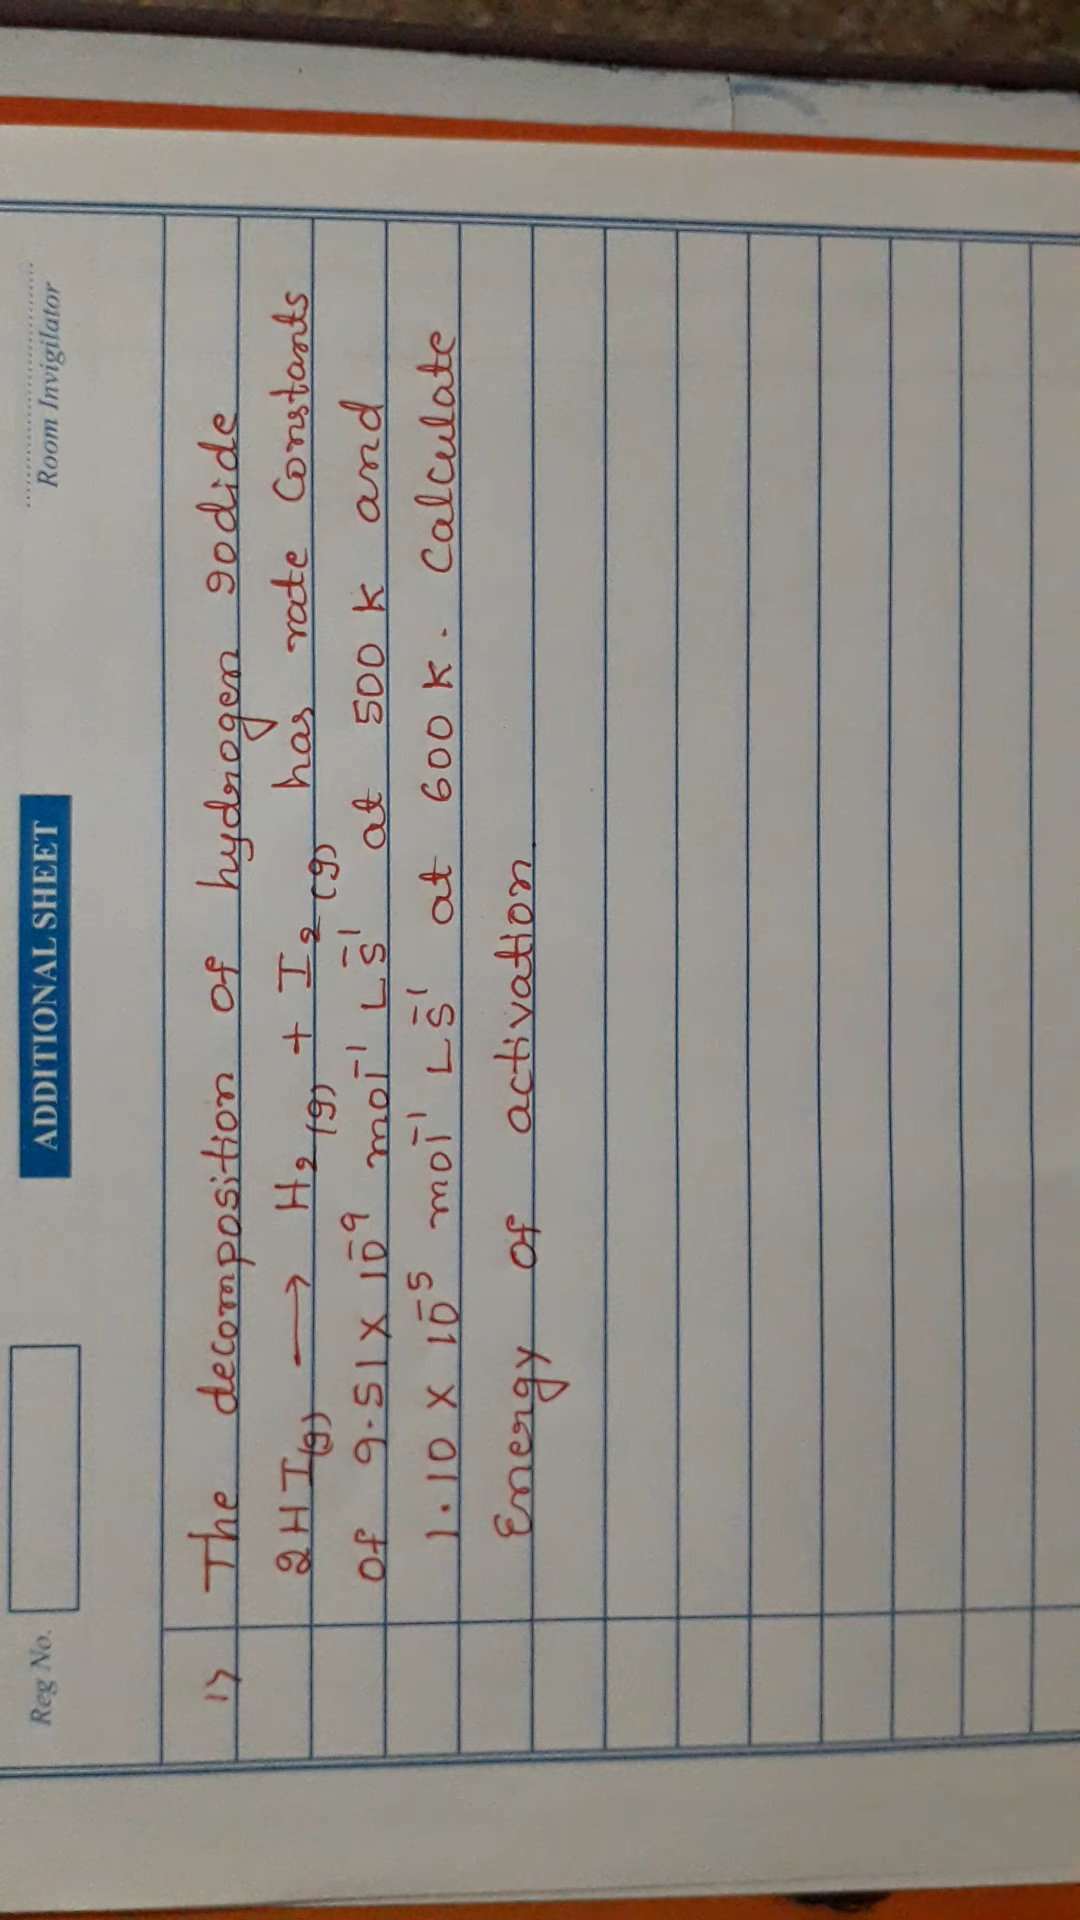 Reg No.
ADDITIONAL SHEET
Room Invigilator
1) The decomposition of hydrogen Iodide
2HI(g) → H2(g) + I2(g) has rate Constants
of 9.51 X 10⁻⁹ mol⁻¹ L s⁻¹ at 500 K and
1.10 X 10⁻⁵ mol⁻¹ L s⁻¹ at 600 K. Calculate
Energy of activation.